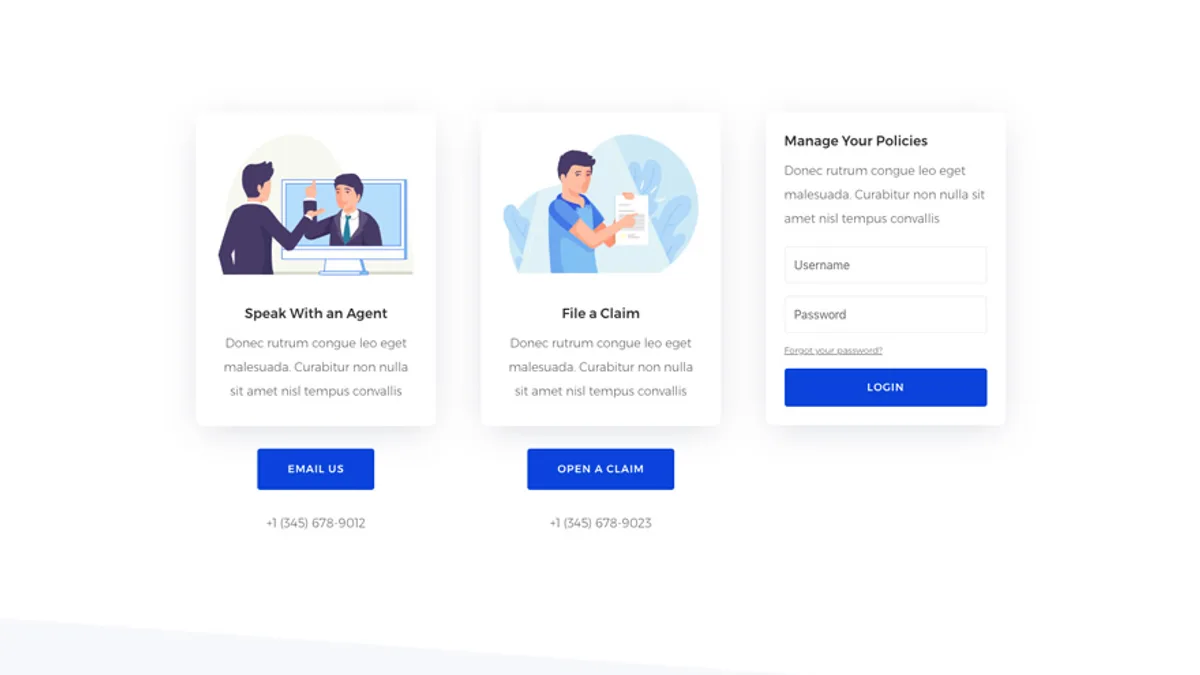 Speak With an Agent
Donec rutrum congue leo eget
malesuada. Curabitur non nulla
sit amet nisl tempus convallis
EMAIL US
+1 (345) 678-9012
File a Claim
Donec rutrum congue leo eget
malesuada. Curabitur non nulla
sit amet nisl tempus convallis
OPEN A CLAIM
+1 (345) 678-9023
Manage Your Policies
Donec rutrum congue leo eget
malesuada. Curabitur non nulla sit
amet nisl tempus convallis
Username
Password
Forgot your password?
LOGIN